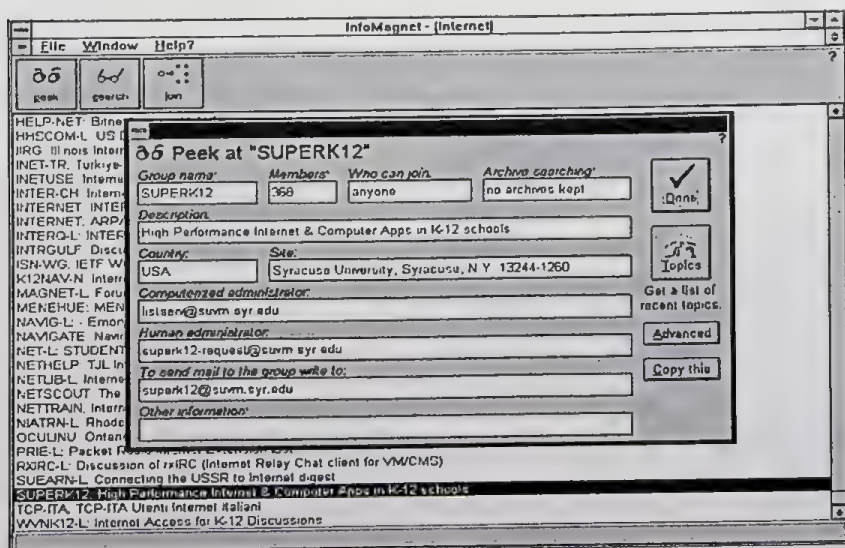 InfoMagnet - [Internet]
File Window Help?
peek search join
?
HELP-NET: Bitne
HHSCOM-L US D
IIRG Illinois Intern
INET-TR, Turkiye-
INETUSE Interne
INTER-CH Intern
INTERNET INTER
INTERNET, ARP/
INTERQ-L: INTER
INTRGULF Discu
ISN-WG, IETF W
K12NAV-N Intern
MAGNET-L Foru
MENEHUE: MEN
NAVIG-L: - Emor
NAVIGATE Navi
NET-L: STUDENT
NETHELP TJL In
NETLIB-L Interne
NETSCOUT The
NETTRAIN, Intern
NIATRN-L Rhode
OCULINU Ontari
PRIE-L: Packet
RXIRC-L: Discussion of rxIRC (Internet Relay Chat client for VM/CMS)
SUEARN-L Connecting the USSR to Internet digest
SUPERK12, High Performance Internet & Computer Apps in K-12 schools
TCP-ITA, TCP-ITA Utenti Internet Italiani
WVNK12-L: Internet Access for K-12 Discussions
?
Peek at "SUPERK12"
Group name: Members: Who can join: Archive searching:
SUPERK12 368 anyone no archives kept
Description:
High Performance Internet & Computer Apps in K-12 schools
Country: Site:
USA Syracuse University, Syracuse, N Y 13244-1260
Computerized administrator:
listserv@suvm.syr.edu
Human administrator:
superk12-request@suvm.syr.edu
To send mail to the group write to:
superk12@suvm.syr.edu
Other information:
Done
Topics
Get a list of
recent topics.
Advanced
Copy this